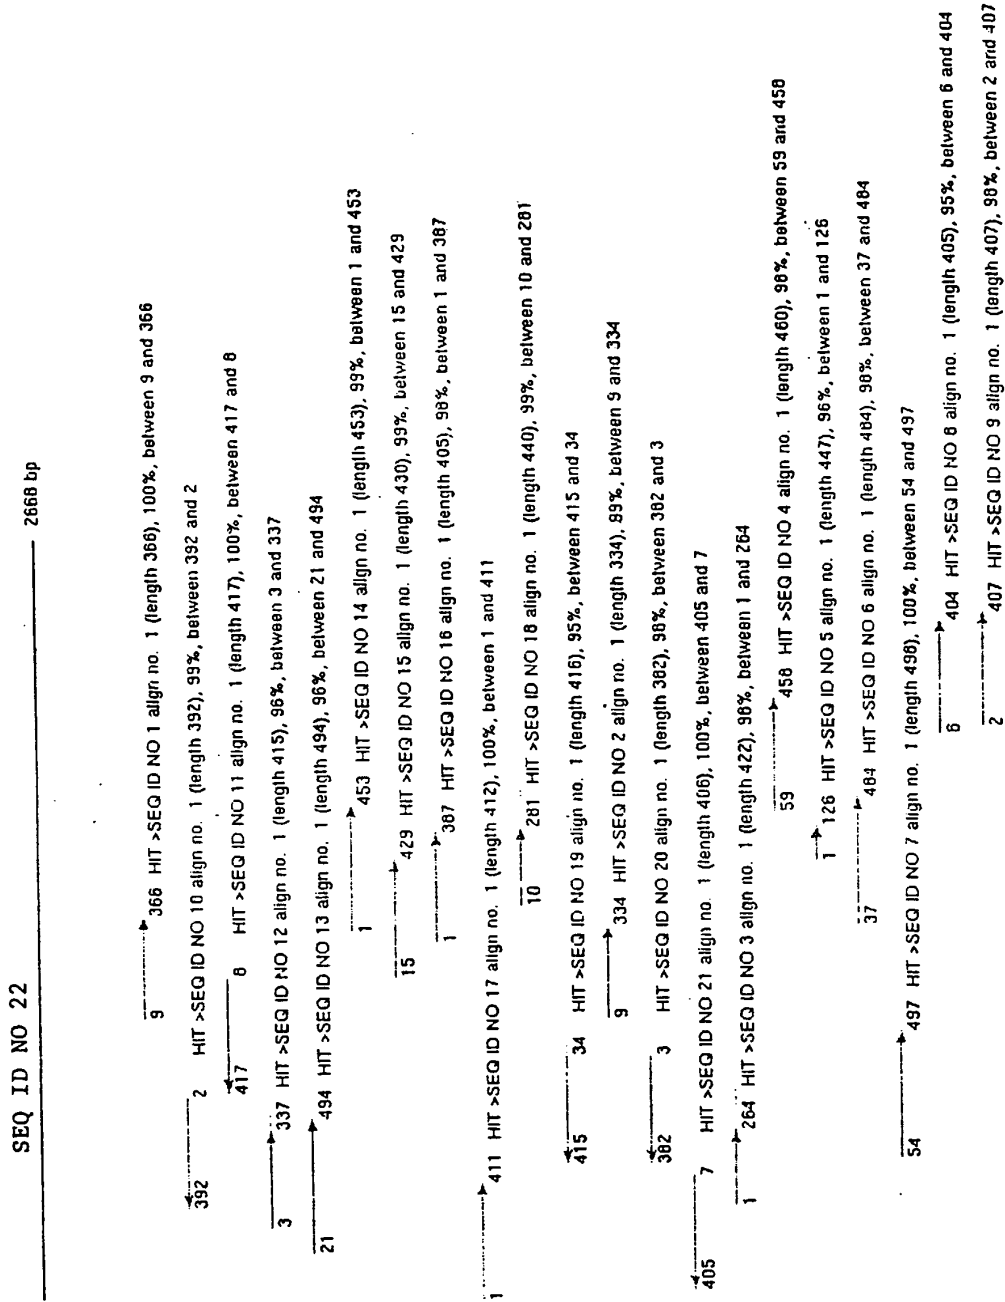 SEQ ID NO 22
2668 bp
9 366 HIT >SEQ ID NO 1 align no. 1 (length 366), 100%, between 9 and 366
392 2 HIT >SEQ ID NO 10 align no. 1 (length 392), 99%, between 392 and 2
417 8 HIT >SEQ ID NO 11 align no. 1 (length 417), 100%, between 417 and 8
3 337 HIT >SEQ ID NO 12 align no. 1 (length 415), 96%, between 3 and 337
21 494 HIT >SEQ ID NO 13 align no. 1 (length 494), 96%, between 21 and 494
1 453 HIT >SEQ ID NO 14 align no. 1 (length 453), 99%, between 1 and 453
15 429 HIT >SEQ ID NO 15 align no. 1 (length 430), 99%, between 15 and 429
1 387 HIT >SEQ ID NO 16 align no. 1 (length 405), 98%, between 1 and 387
1 411 HIT >SEQ ID NO 17 align no. 1 (length 412), 100%, between 1 and 411
10 281 HIT >SEQ ID NO 18 align no. 1 (length 440), 99%, between 10 and 281
415 34 HIT >SEQ ID NO 19 align no. 1 (length 416), 95%, between 415 and 34
9 334 HIT >SEQ ID NO 2 align no. 1 (length 334), 99%, between 9 and 334
382 3 HIT >SEQ ID NO 20 align no. 1 (length 382), 98%, between 382 and 3
405 7 HIT >SEQ ID NO 21 align no. 1 (length 406), 100%, between 405 and 7
1 264 HIT >SEQ ID NO 3 align no. 1 (length 422), 98%, between 1 and 264
59 458 HIT >SEQ ID NO 4 align no. 1 (length 460), 98%, between 59 and 458
1 126 HIT >SEQ ID NO 5 align no. 1 (length 447), 96%, between 1 and 126
37 484 HIT >SEQ ID NO 6 align no. 1 (length 484), 98%, between 37 and 484
54 497 HIT >SEQ ID NO 7 align no. 1 (length 498), 100%, between 54 and 497
6 404 HIT >SEQ ID NO 8 align no. 1 (length 405), 95%, between 6 and 404
2 407 HIT >SEQ ID NO 9 align no. 1 (length 407), 98%, between 2 and 407